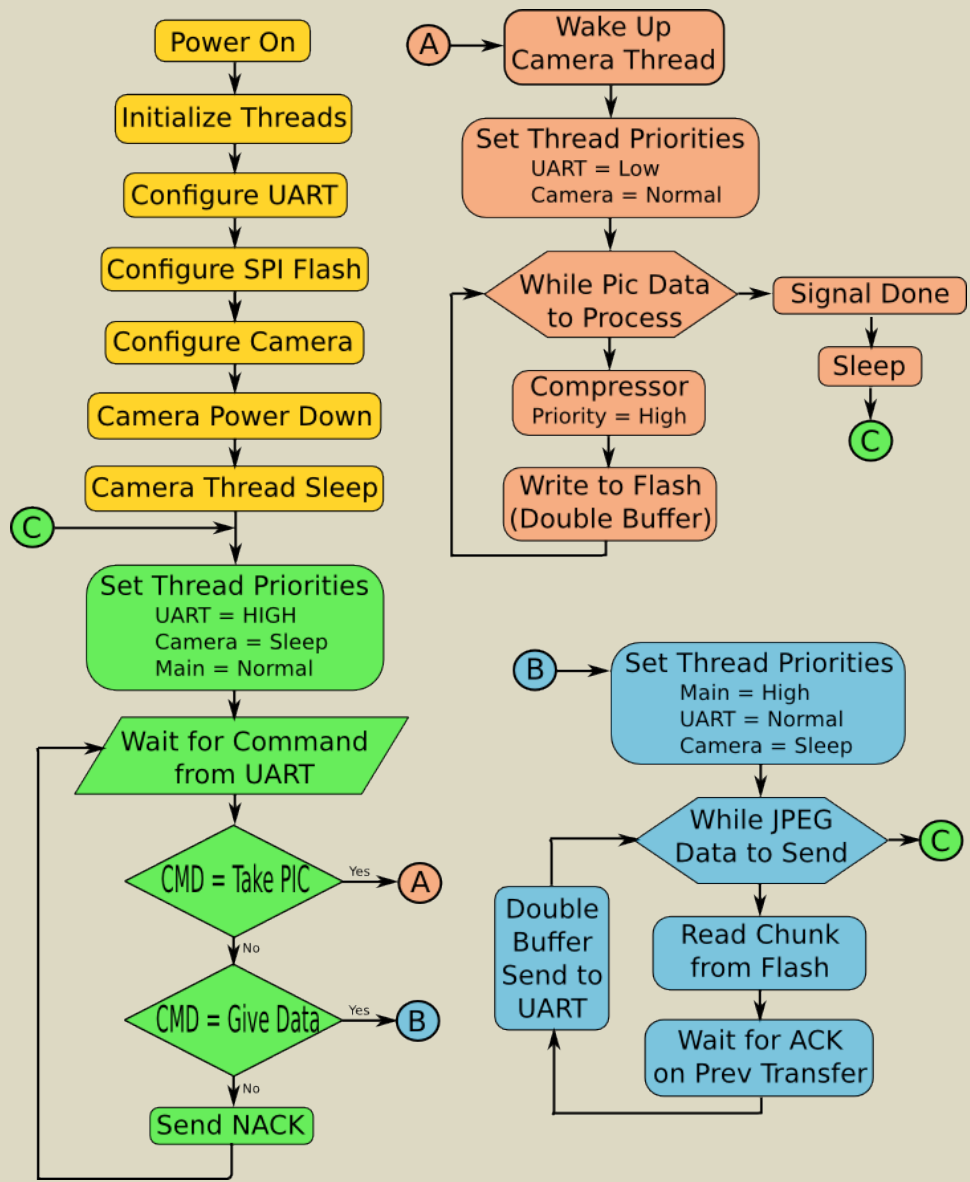 Power On
Initialize Threads
Configure UART
Configure SPI Flash
Configure Camera
Camera Power Down
Camera Thread Sleep
C
Set Thread Priorities
UART = HIGH
Camera = Sleep
Main = Normal
Wait for Command
from UART
CMD = Take PIC
Yes
A
No
CMD = Give Data
Yes
B
No
Send NACK
A
Wake Up
Camera Thread
Set Thread Priorities
UART = Low
Camera = Normal
While Pic Data
to Process
Signal Done
Sleep
C
Compressor
Priority = High
Write to Flash
(Double Buffer)
B
Set Thread Priorities
Main = High
UART = Normal
Camera = Sleep
While JPEG
Data to Send
C
Read Chunk
from Flash
Wait for ACK
on Prev Transfer
Double
Buffer
Send to
UART